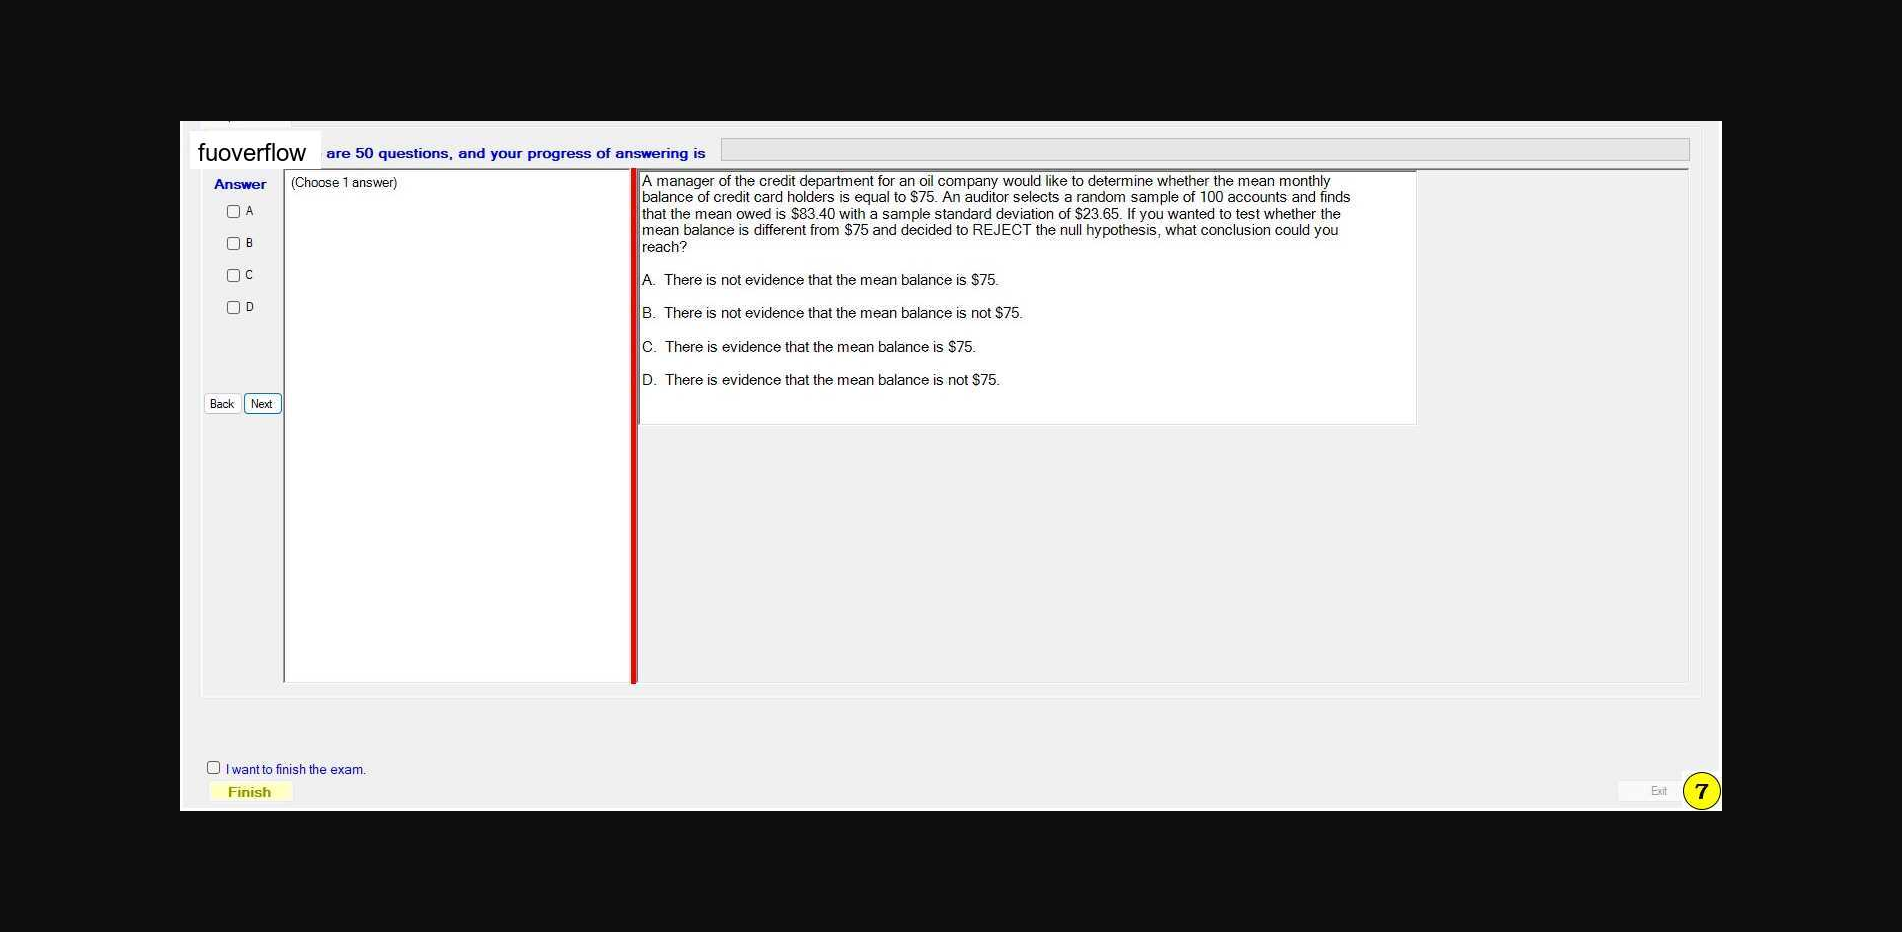 fuoverflow are 50 questions, and your progress of answering is
Answer
(Choose 1 answer)
A
B
C
D
Back Next
A manager of the credit department for an oil company would like to determine whether the mean monthly
balance of credit card holders is equal to $75. An auditor selects a random sample of 100 accounts and finds
that the mean owed is $83.40 with a sample standard deviation of $23.65. If you wanted to test whether the
mean balance is different from $75 and decided to REJECT the null hypothesis, what conclusion could you
reach?
A. There is not evidence that the mean balance is $75.
B. There is not evidence that the mean balance is not $75.
C. There is evidence that the mean balance is $75.
D. There is evidence that the mean balance is not $75.
I want to finish the exam.
Finish
Exit
7